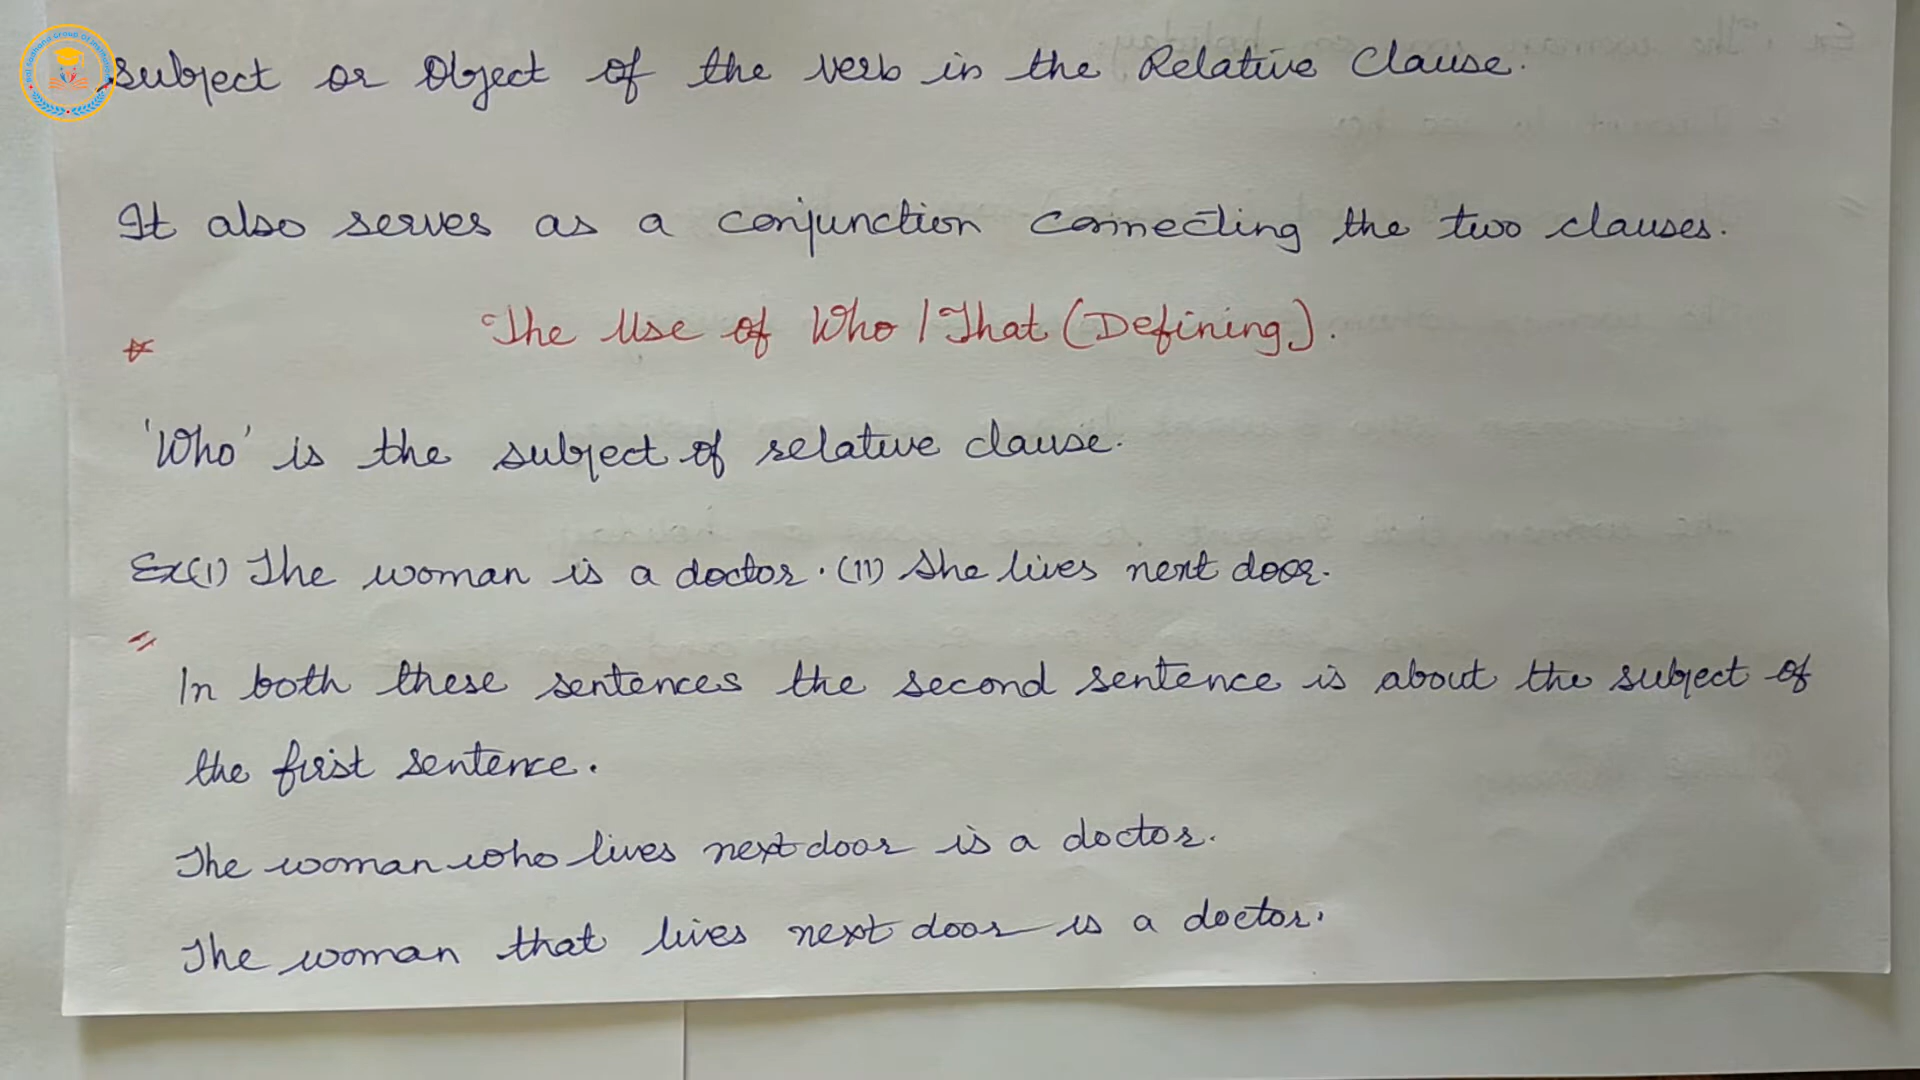 subject or Object of the verb in the Relative Clause.
It also serves as a conjunction connecting the two clauses.
The Use of Who / That (Defining).
'Who' is the subject of relative clause.
Ex(I) The woman is a doctor. (II) She lives next door.
In both these sentences the second sentence is about the subject of
the first sentence.
The woman who lives next door is a doctor.
The woman that lives next door is a doctor.